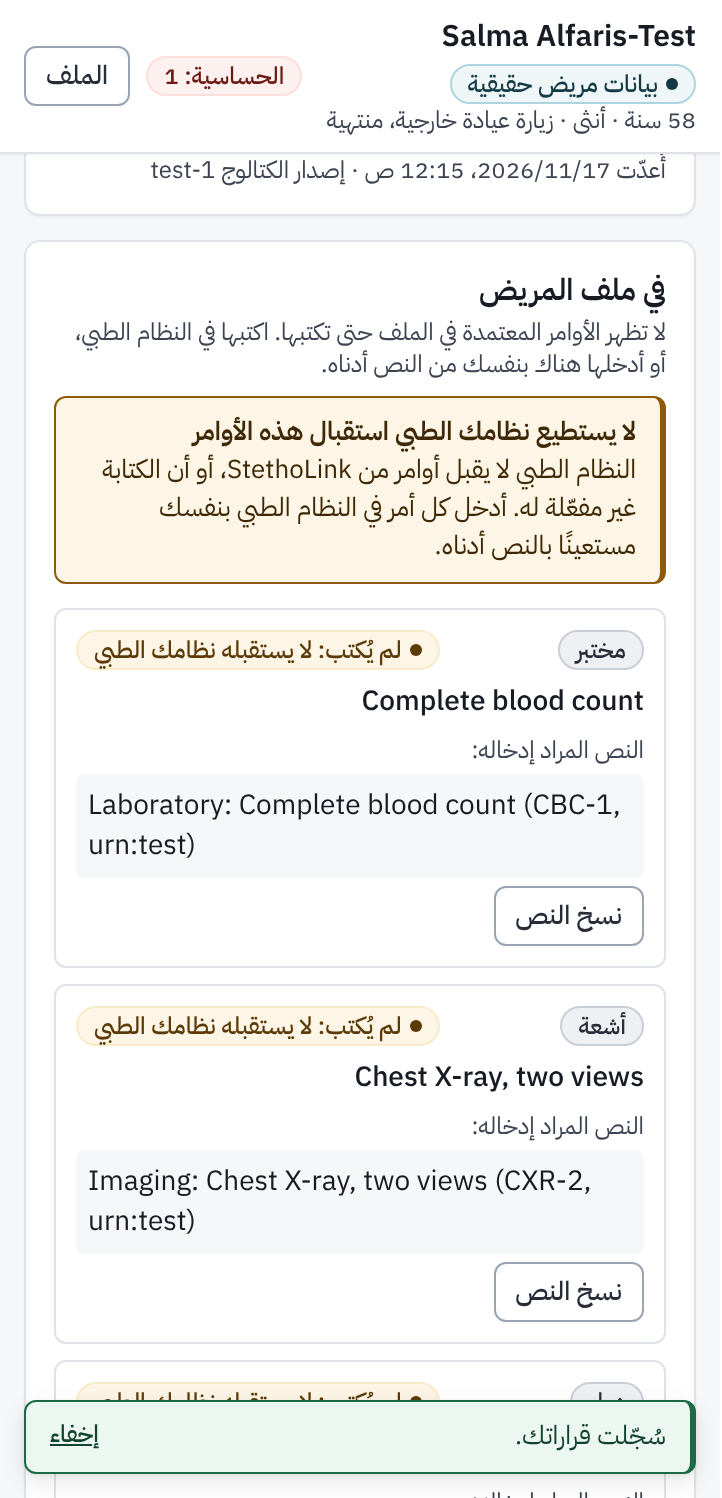 Salma Alfaris-Test
بيانات مريض حقيقية
58 سنة · أنثى · زيارة عيادة خارجية، منتهية
الحساسية: 1
الملف
أعدّت 2026/11/17، 12:15 ص · إصدار الكتالوج test-1
في ملف المريض
لا تظهر الأوامر المعتمدة في الملف حتى تكتبها. اكتبها في النظام الطبي،
أو أدخلها هناك بنفسك من النص أدناه.
لا يستطيع نظامك الطبي استقبال هذه الأوامر
النظام الطبي لا يقبل أوامر من StethoLink، أو أن الكتابة
غير مفعّلة له. أدخل كل أمر في النظام الطبي بنفسك
مستعينًا بالنص أدناه.
مختبر
لم يُكتب: لا يستقبله نظامك الطبي
Complete blood count
النص المراد إدخاله:
Laboratory: Complete blood count (CBC-1,
urn:test)
نسخ النص
أشعة
لم يُكتب: لا يستقبله نظامك الطبي
Chest X-ray, two views
النص المراد إدخاله:
Imaging: Chest X-ray, two views (CXR-2,
urn:test)
نسخ النص
سُجّلت قراراتك.
إخفاء